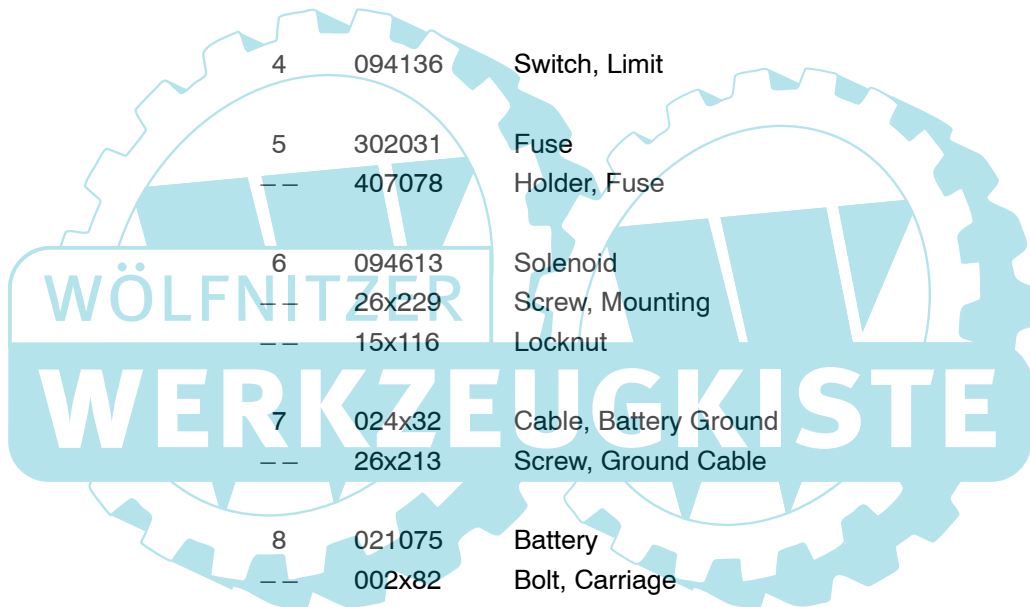 4 094136 Switch, Limit
5 302031 Fuse
–– 407078 Holder, Fuse
6 094613 Solenoid
–– 26x229 Screw, Mounting
–– 15x116 Locknut
7 024x32 Cable, Battery Ground
–– 26x213 Screw, Ground Cable
8 021075 Battery
–– 002x82 Bolt, Carriage
WÖLFNITZER
WERKZEUGKISTE